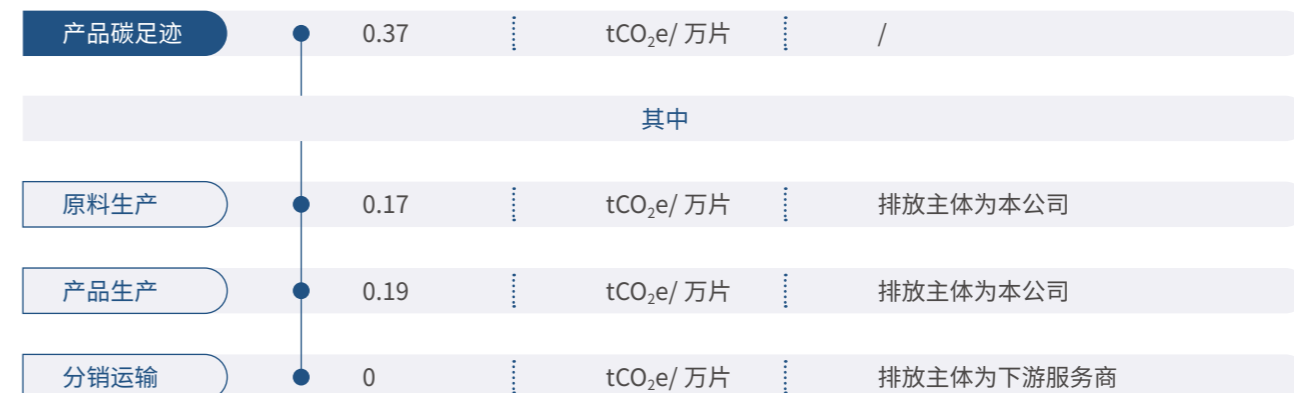 产品碳足迹 0.37 tCO₂e/ 万片 /
其中
原料生产 0.17 tCO₂e/ 万片 排放主体为本公司
产品生产 0.19 tCO₂e/ 万片 排放主体为本公司
分销运输 0 tCO₂e/ 万片 排放主体为下游服务商